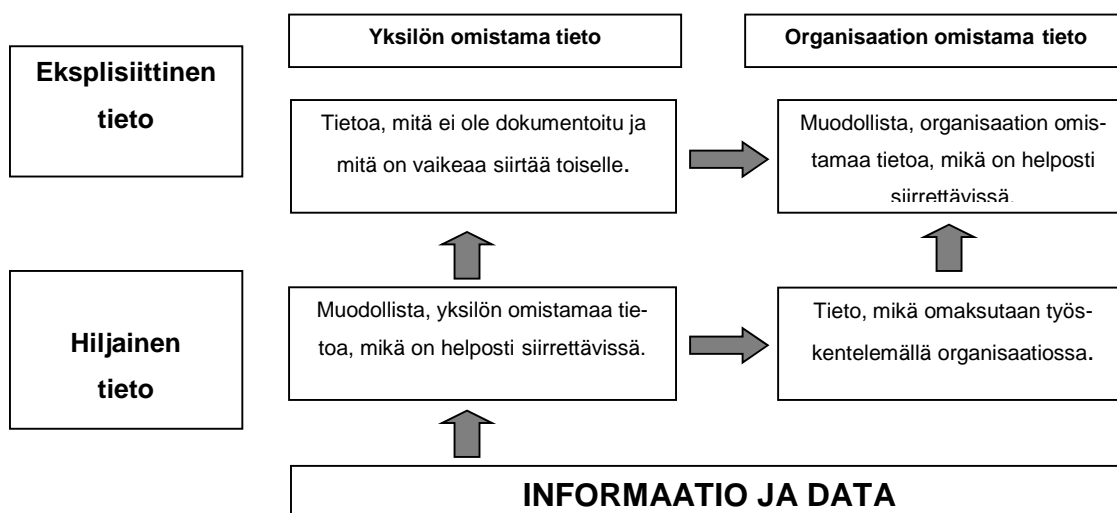 Yksilön omistama tieto
Organisaation omistama tieto
Eksplisiittinen
tieto
Tietoa, mitä ei ole dokumentoitu ja
mitä on vaikeaa siirtää toiselle.
Muodollista, organisaation omis-
tamaa tietoa, mikä on helposti
siirrettävissä.
Hiljainen
tieto
Muodollista, yksilön omistamaa tie-
toa, mikä on helposti siirrettävissä.
Tieto, mikä omaksutaan työs-
kentelemällä organisaatiossa.
INFORMAATIO JA DATA